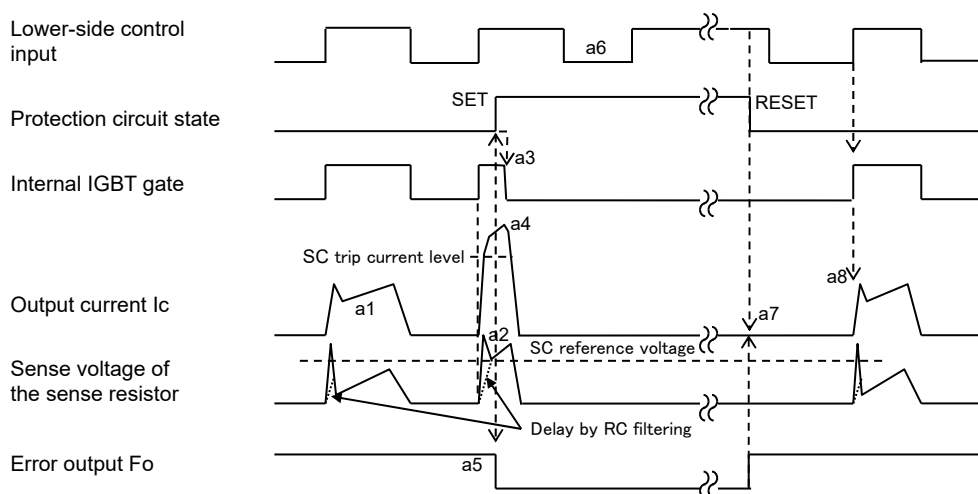 Lower-side control
input
a6
SET
RESET
Protection circuit state
a3
Internal IGBT gate
a4
SC trip current level
a8
Output current Ic
a1
a7
a2
SC reference voltage
Sense voltage of
the sense resistor
Delay by RC filtering
Error output Fo
a5